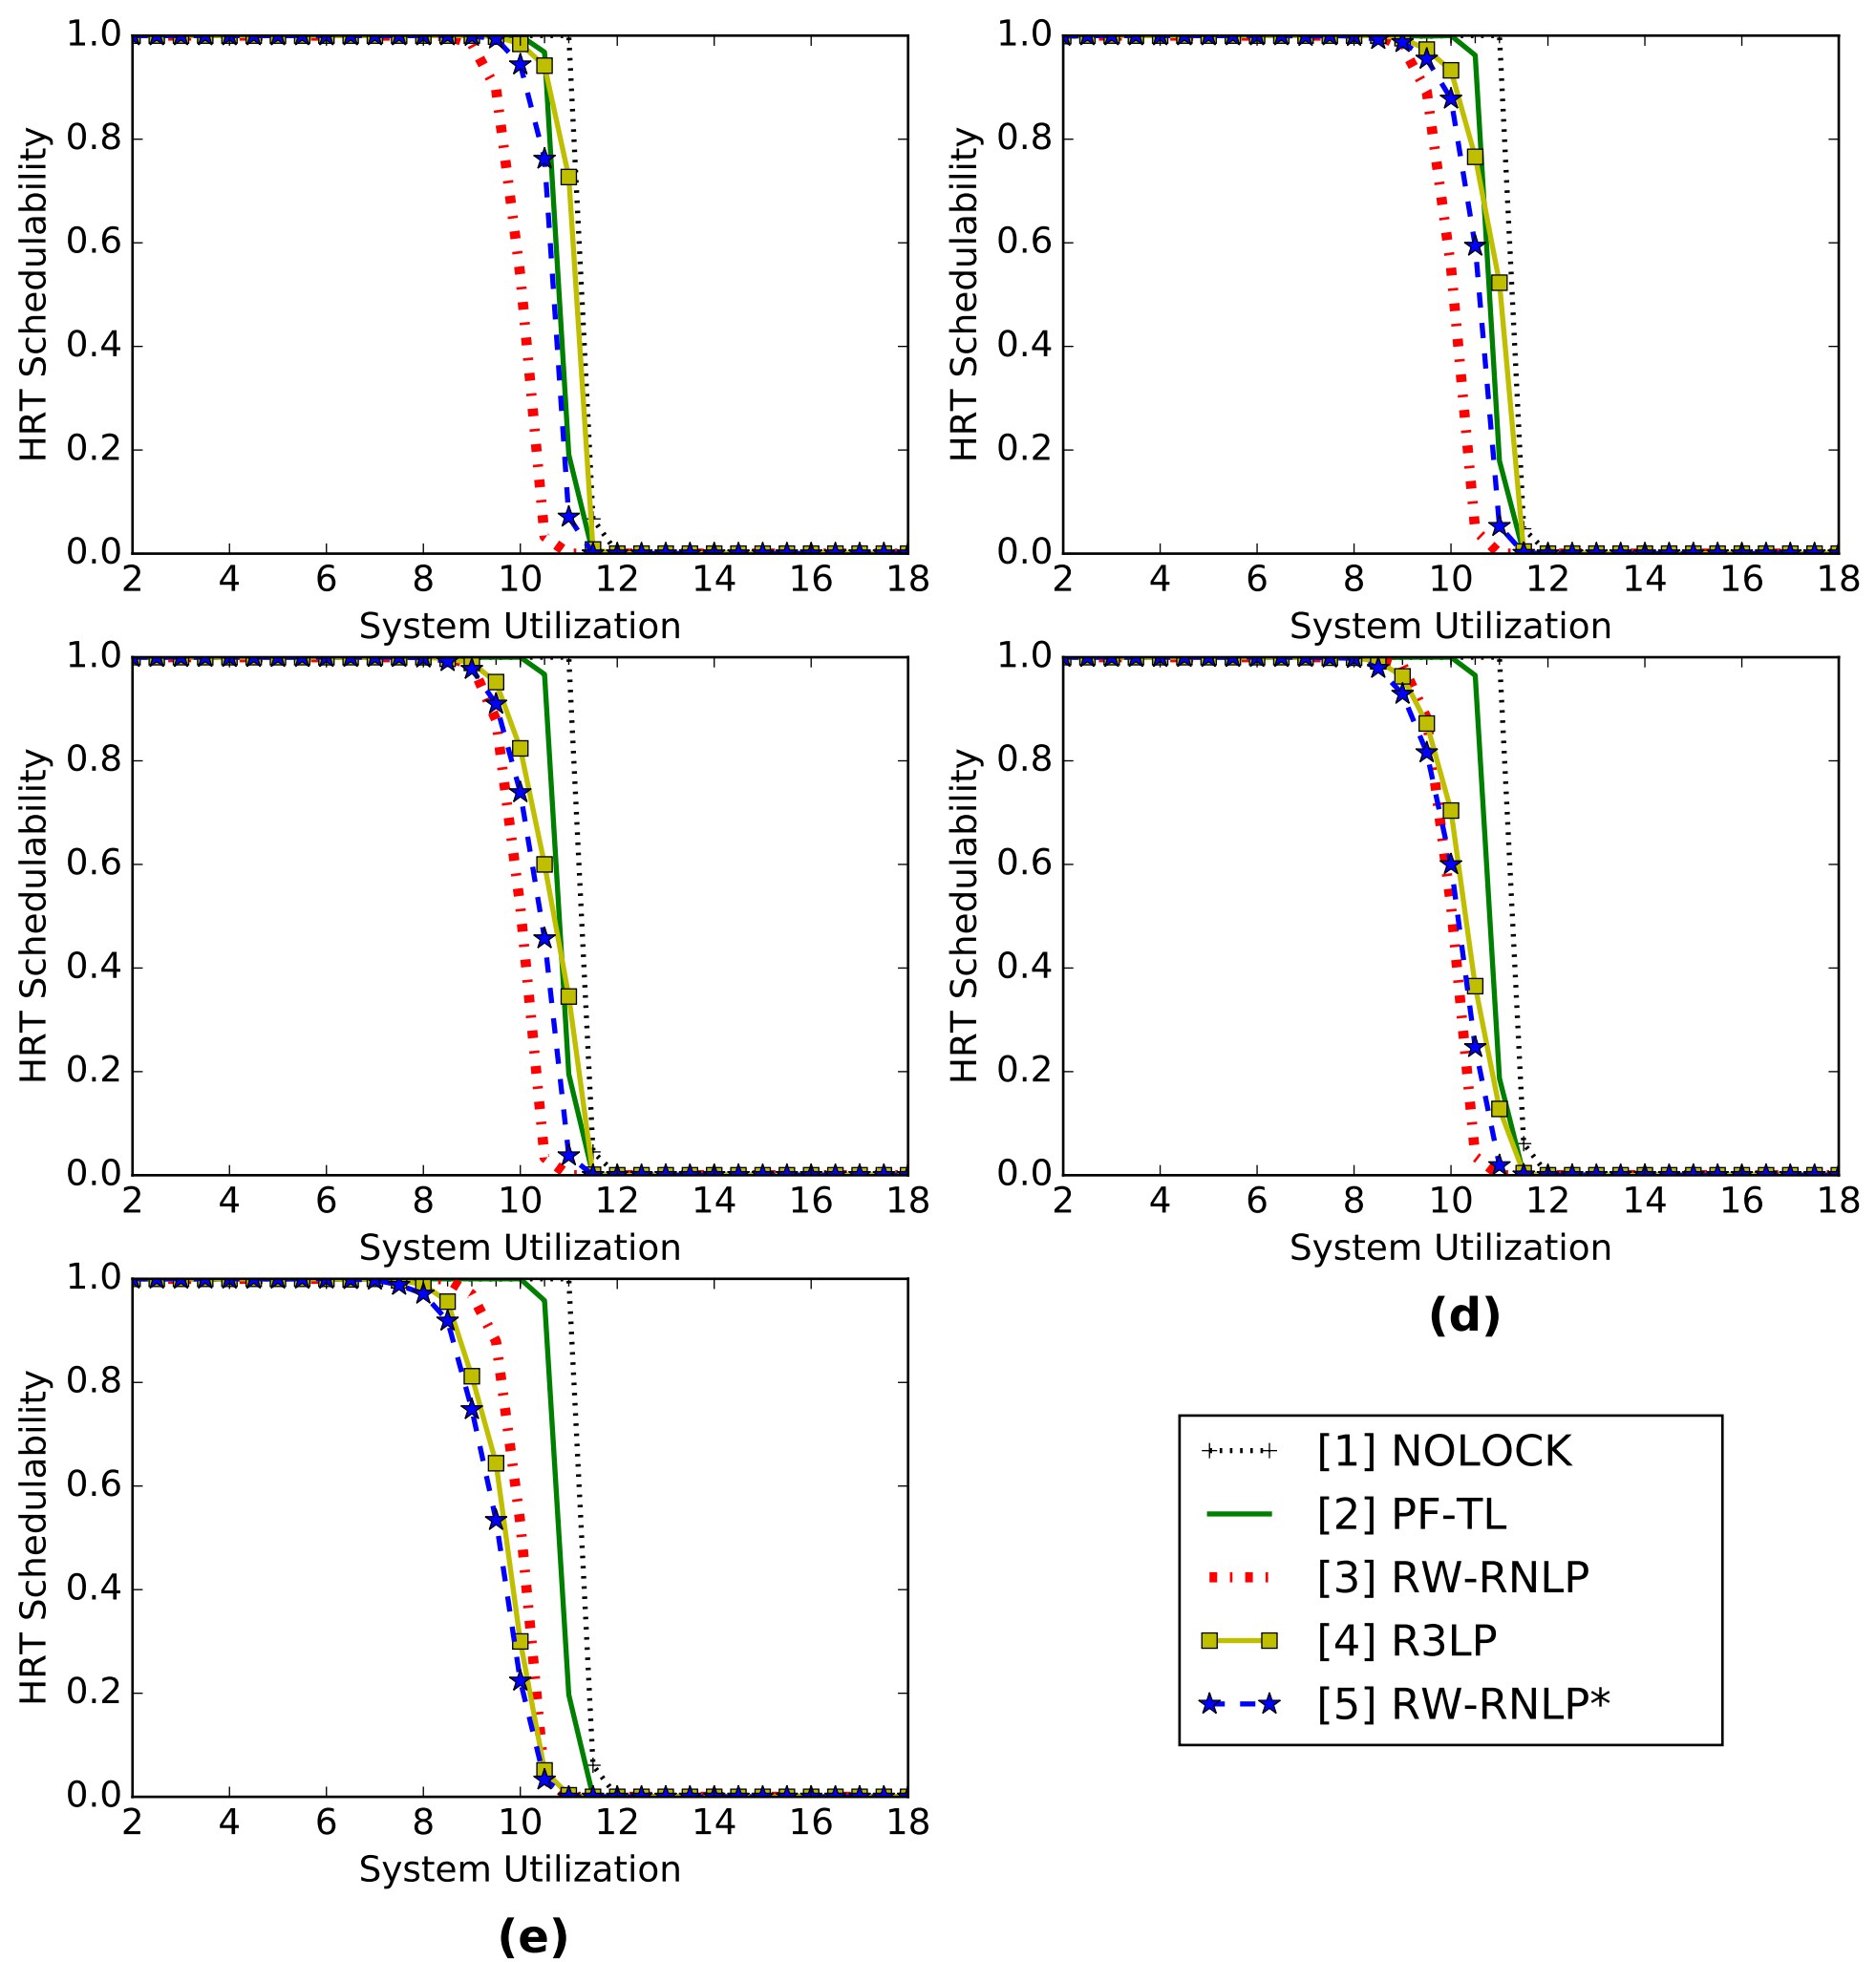 1.0
0.8
0.6
0.4
0.2
0.0
HRT Schedulability
2 4 6 8 10 12 14 16 18
System Utilization
1.0
0.8
0.6
0.4
0.2
0.0
HRT Schedulability
2 4 6 8 10 12 14 16 18
System Utilization
1.0
0.8
0.6
0.4
0.2
0.0
HRT Schedulability
2 4 6 8 10 12 14 16 18
System Utilization
1.0
0.8
0.6
0.4
0.2
0.0
HRT Schedulability
2 4 6 8 10 12 14 16 18
System Utilization
(d)
1.0
0.8
0.6
0.4
0.2
0.0
HRT Schedulability
2 4 6 8 10 12 14 16 18
System Utilization
(e)
[1] NOLOCK
[2] PF-TL
[3] RW-RNLP
[4] R3LP
[5] RW-RNLP*